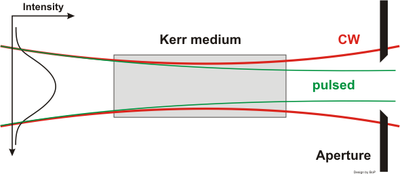 Intensity
Kerr medium
CW
pulsed
Aperture